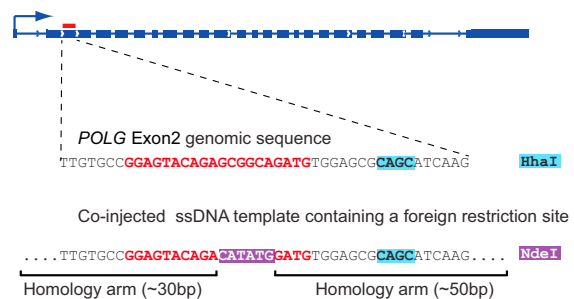 POLG Exon2 genomic sequence
TTGTGCCGGAGTACAGAGCGGCAGATGTGGAGCGCAGCATCAAG HhaI
Co-injected ssDNA template containing a foreign restriction site
....TTGTGCCGGAGTACAGACATATGGATGTGGAGCGCAGCATCAAG.... NdeI
Homology arm (~30bp) Homology arm (~50bp)